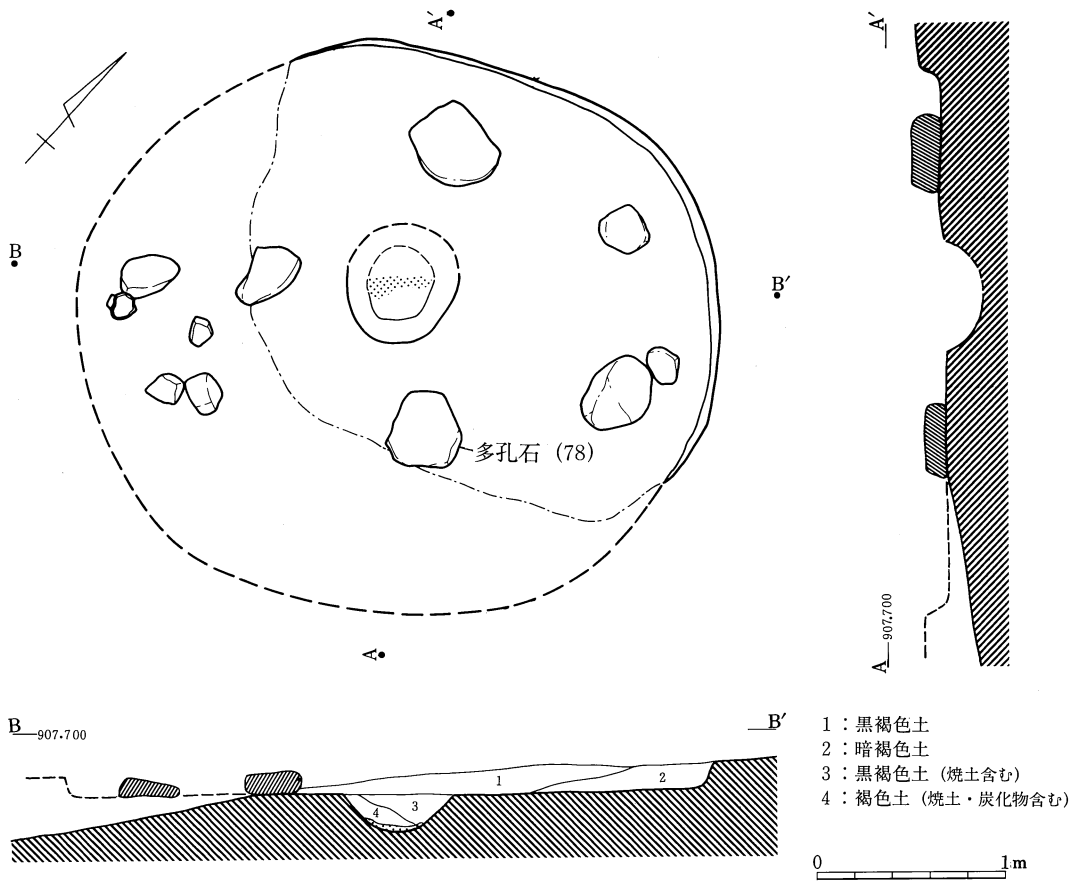 A′
A′
B
B′
多孔石 (78)
A
A 907.700
B 907.700
B′
1
2
3
4
1：黒褐色土
2：暗褐色土
3：黒褐色土 (焼土含む)
4：褐色土 (焼土・炭化物含む)
0 1 m